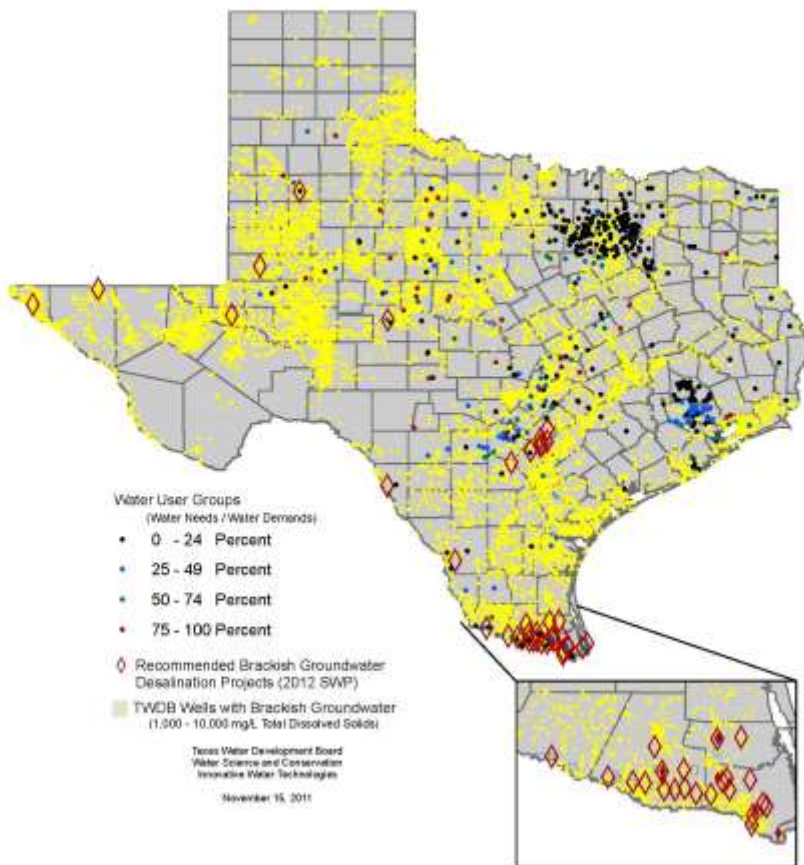 Water User Groups
(Water Needs / Water Demands)
0 - 24 Percent
25 - 49 Percent
50 - 74 Percent
75 - 100 Percent
Recommended Brackish Groundwater
Desalination Projects (2012 SWP)
TWDB Wells with Brackish Groundwater
(1,000 - 10,000 mg/L Total Dissolved Solids)
Texas Water Development Board
Water Science and Conservation
Innovative Water Technologies
November 15, 2011